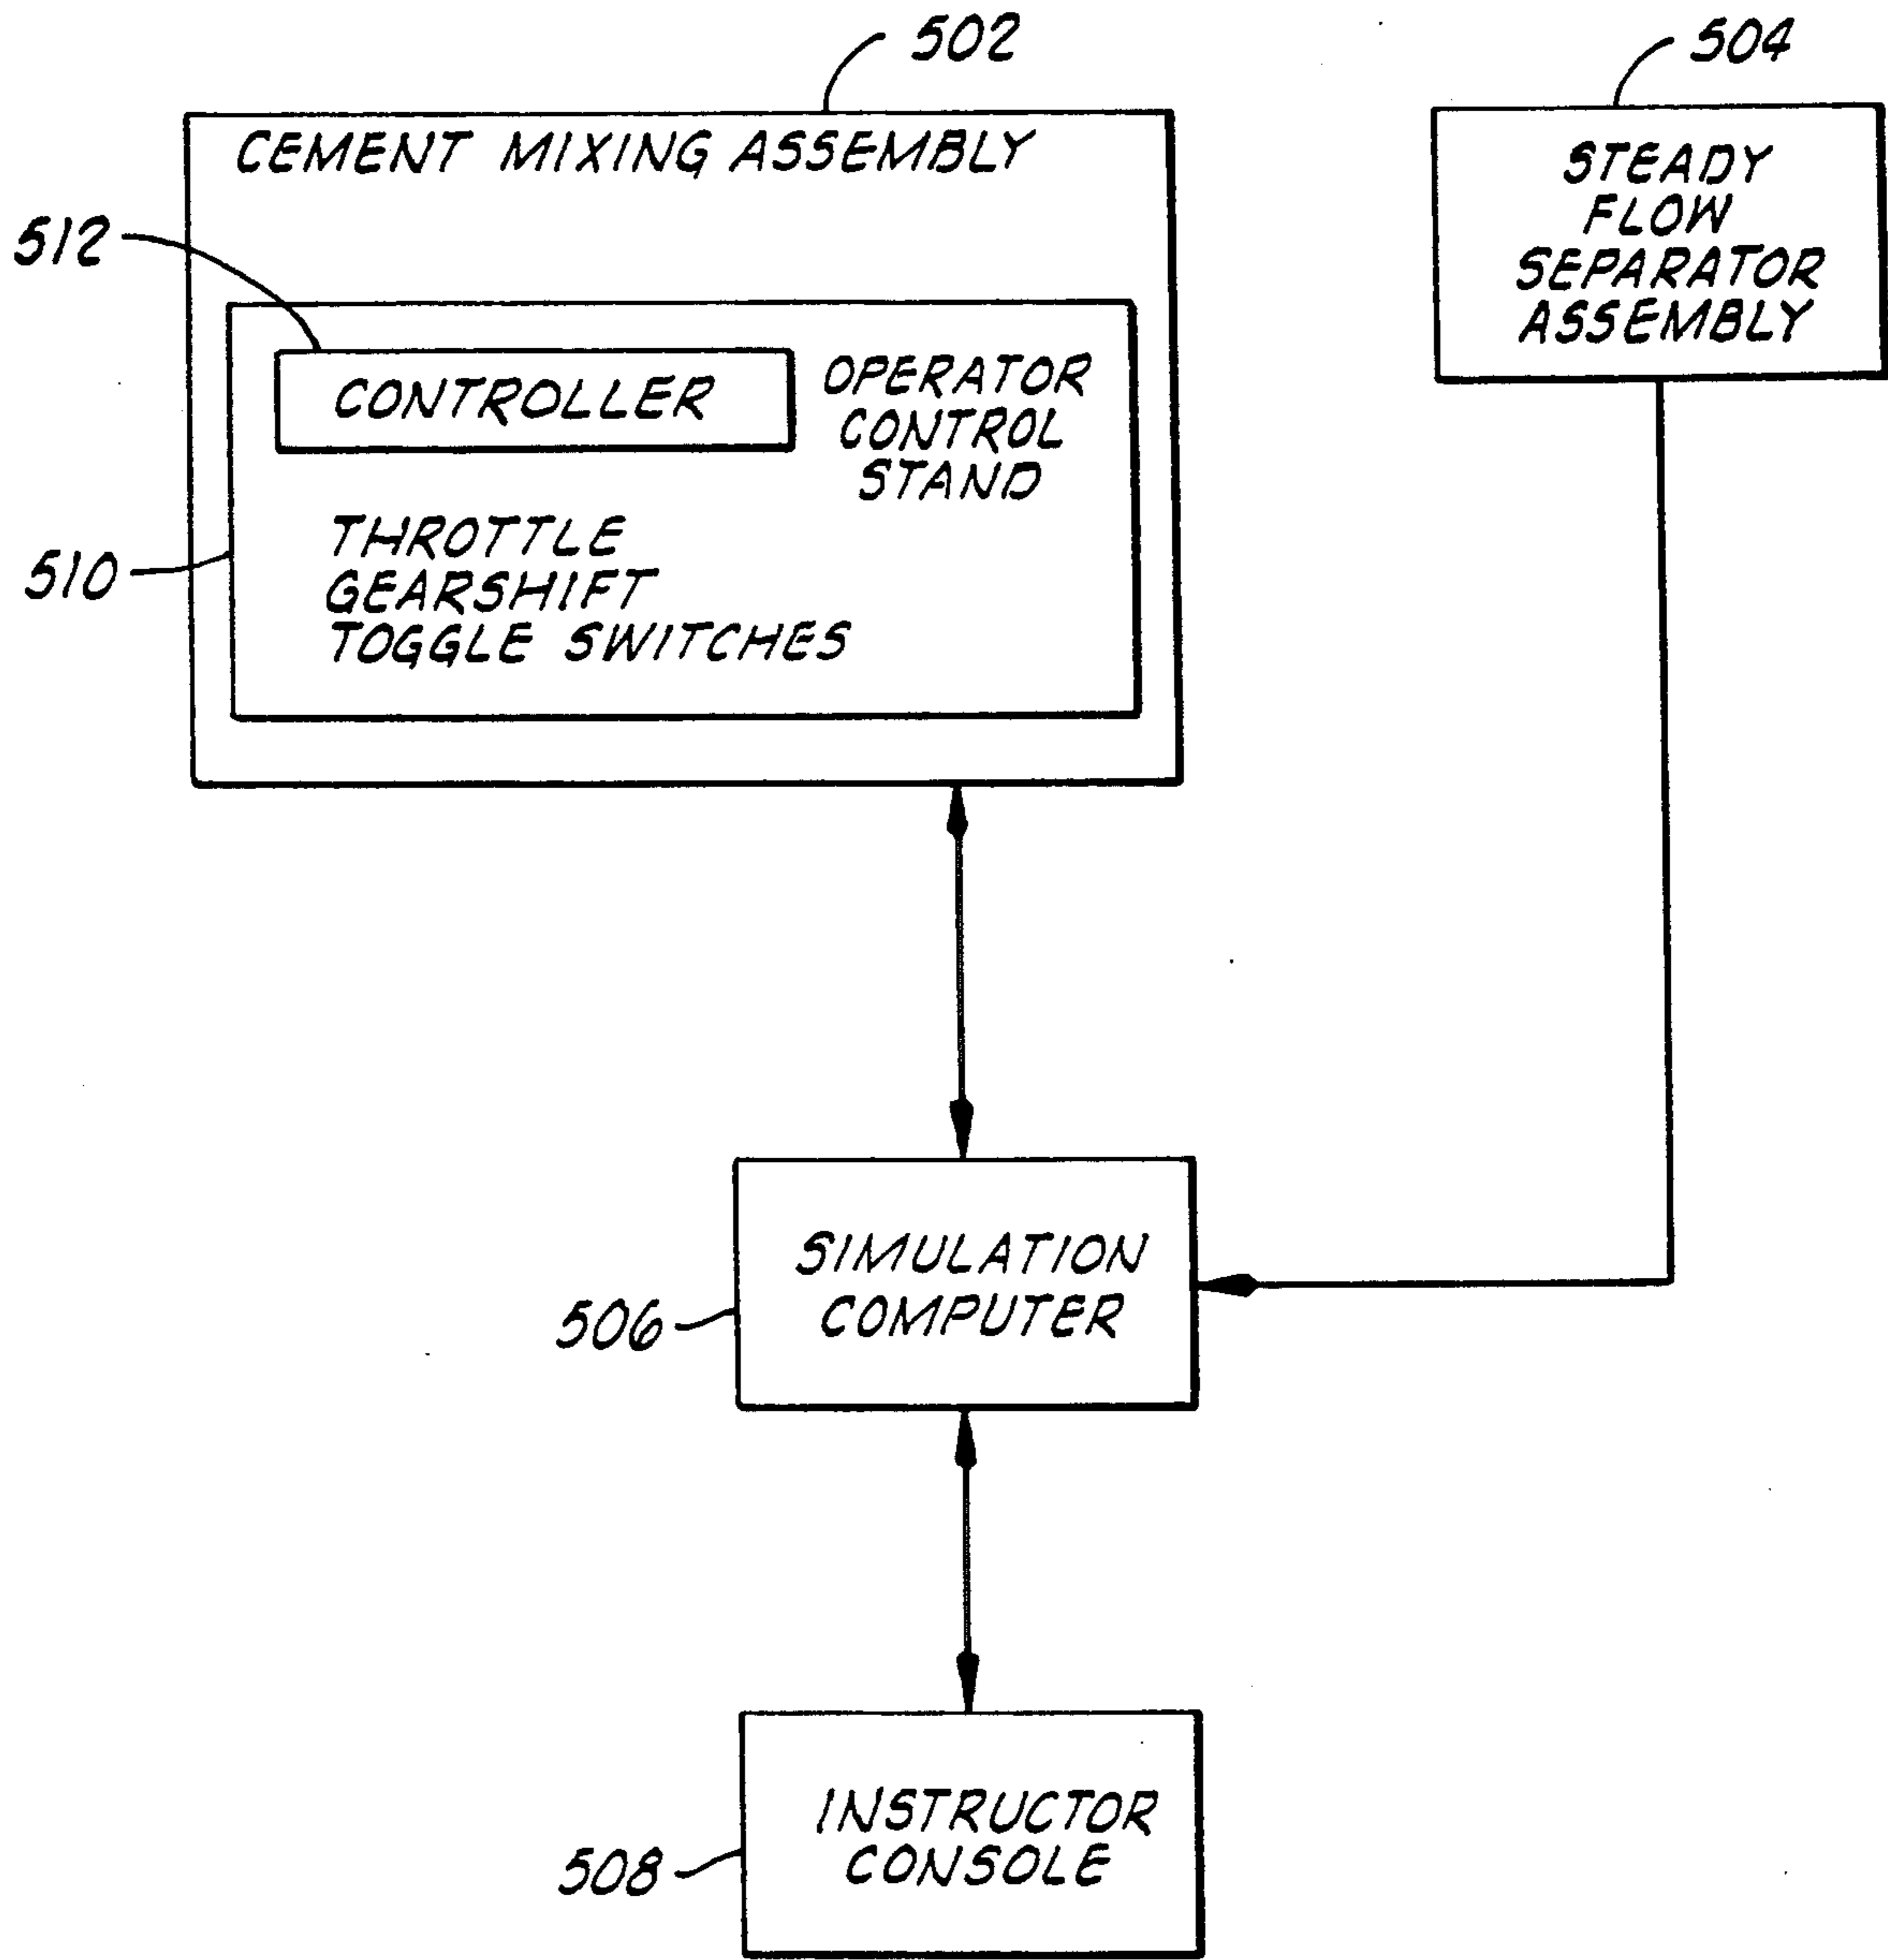 502
504
CEMENT MIXING ASSEMBLY
STEADY
FLOW
SEPARATOR
ASSEMBLY
512
CONTROLLER
OPERATOR
CONTROL
STAND
510
THROTTLE
GEARSHIFT
TOGGLE SWITCHES
SIMULATION
COMPUTER
506
INSTRUCTOR
CONSOLE
508